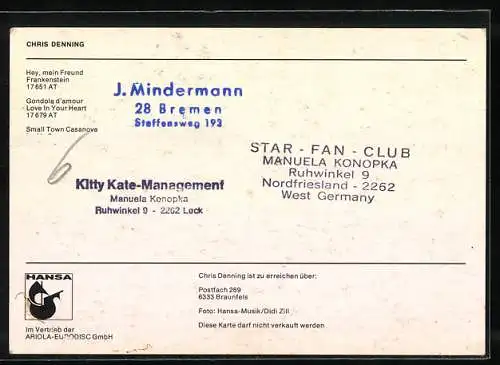 CHRIS DENNING
Hey, mein Freund
Frankenstein
17 651 AT
Gondola d'amour
Love In Your Heart
17 679 AT
Small Town Casanova
6
J. Mindermann
28 Bremen
Steffensweg 193
Kitty Kate-Management
Manuela Konopka
Ruhwinkel 9 - 2262 Leck
STAR - FAN - CLUB
MANUELA KONOPKA
Ruhwinkel 9
Nordfriesland - 2262
West Germany
HANSA
Im Vertrieb der
ARIOLA-EURODISC GmbH
Chris Denning ist zu erreichen über:
Postfach 269
6333 Braunfels
Foto: Hansa-Musik/Didi Zill
Diese Karte darf nicht verkauft werden